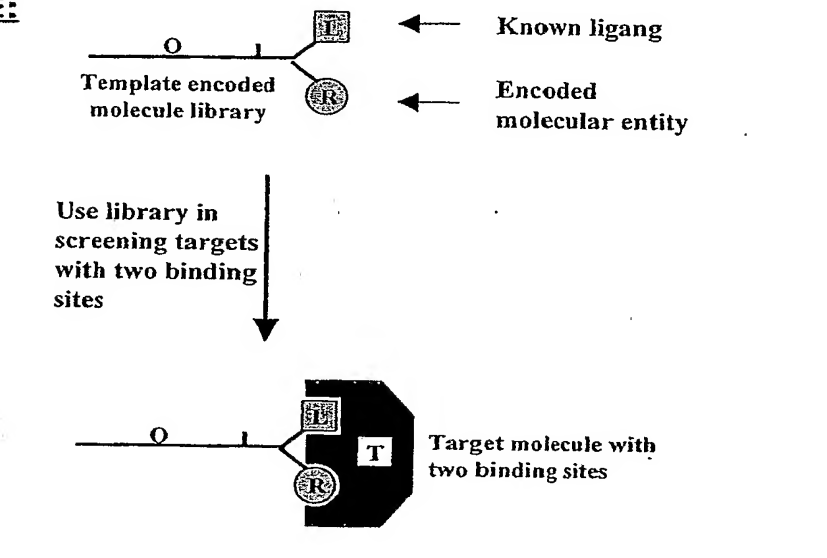 L
Known ligang
O I
Template encoded
molecule library
R
Encoded
molecular entity
Use library in
screening targets
with two binding
sites
L
O I
T
Target molecule with
two binding sites
R